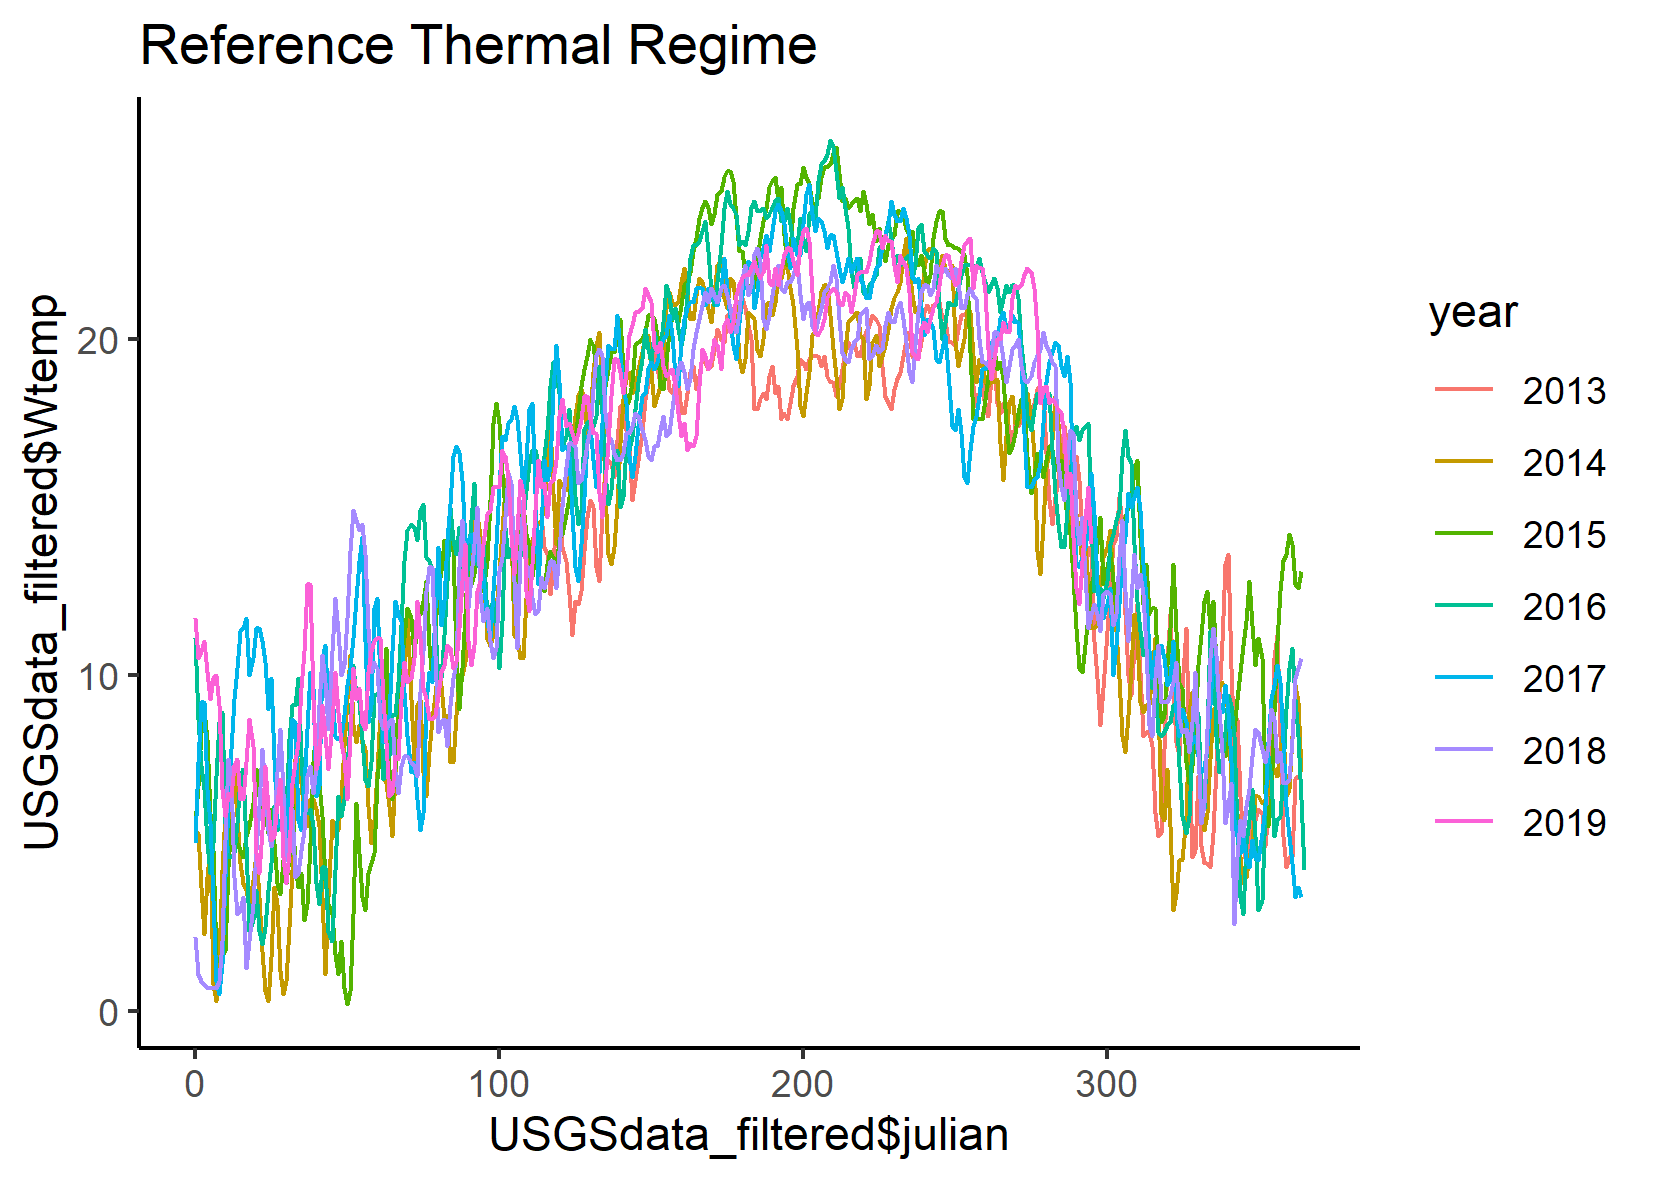 Reference Thermal Regime
USGSdata_filtered$Wtemp
20
10
0
0 100 200 300
USGSdata_filtered$julian
year
2013
2014
2015
2016
2017
2018
2019